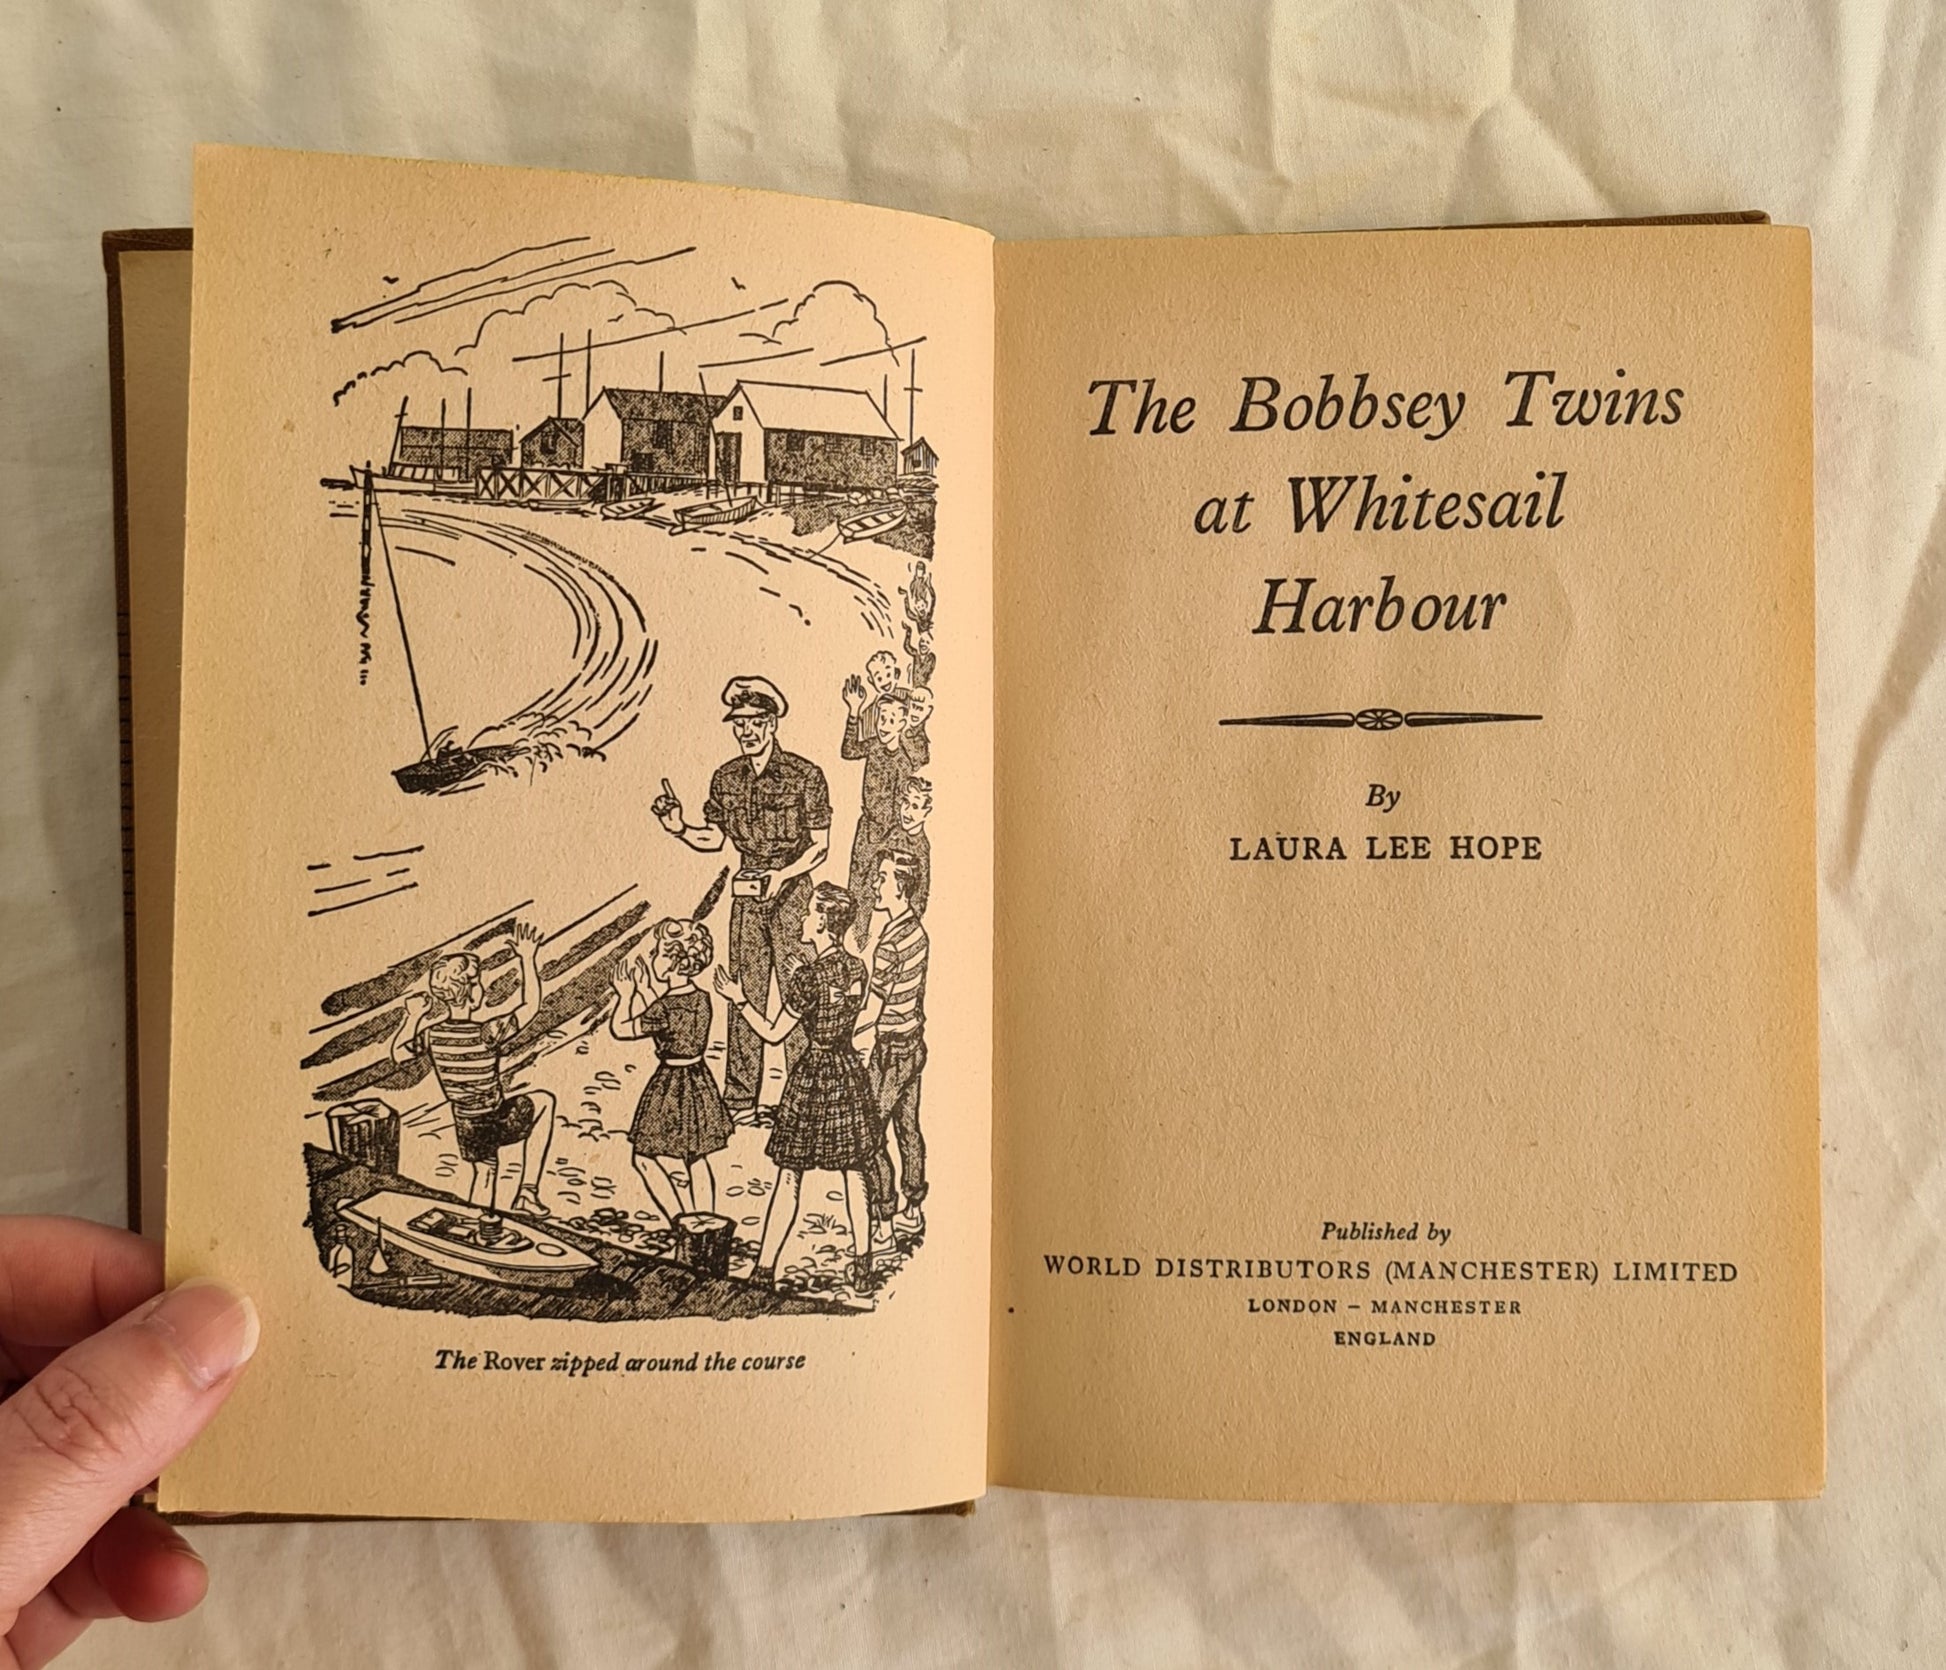 The Rover zipped around the course
The Bobbsey Twins
at Whitesail
Harbour
By
LAURA LEE HOPE
Published by
WORLD DISTRIBUTORS (MANCHESTER) LIMITED
LONDON – MANCHESTER
ENGLAND